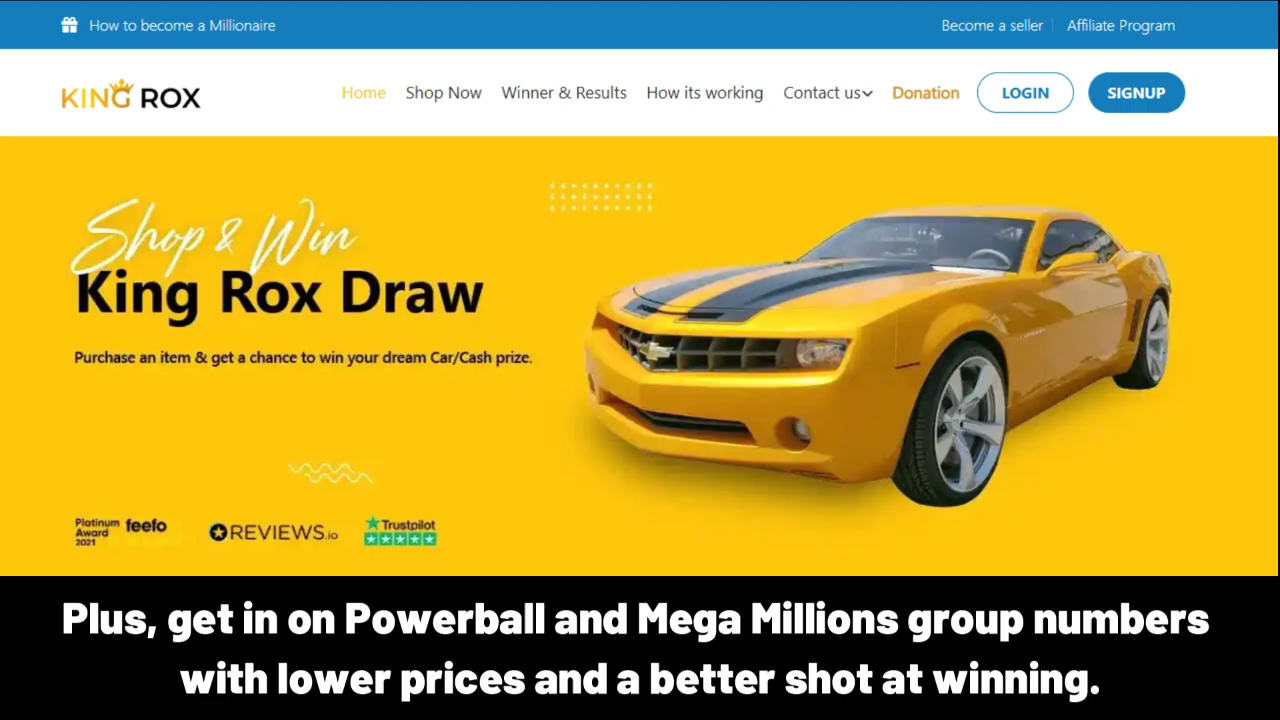 How to become a Millionaire
Become a seller
Affiliate Program
KING ROX
Home
Shop Now
Winner & Results
How its working
Contact us
Donation
LOGIN
SIGNUP
Shop & Win
King Rox Draw
Purchase an item & get a chance to win your dream Car/Cash prize.
Platinum
Award
2021
feefo
REVIEWS.io
Trustpilot
Plus, get in on Powerball and Mega Millions group numbers
with lower prices and a better shot at winning.